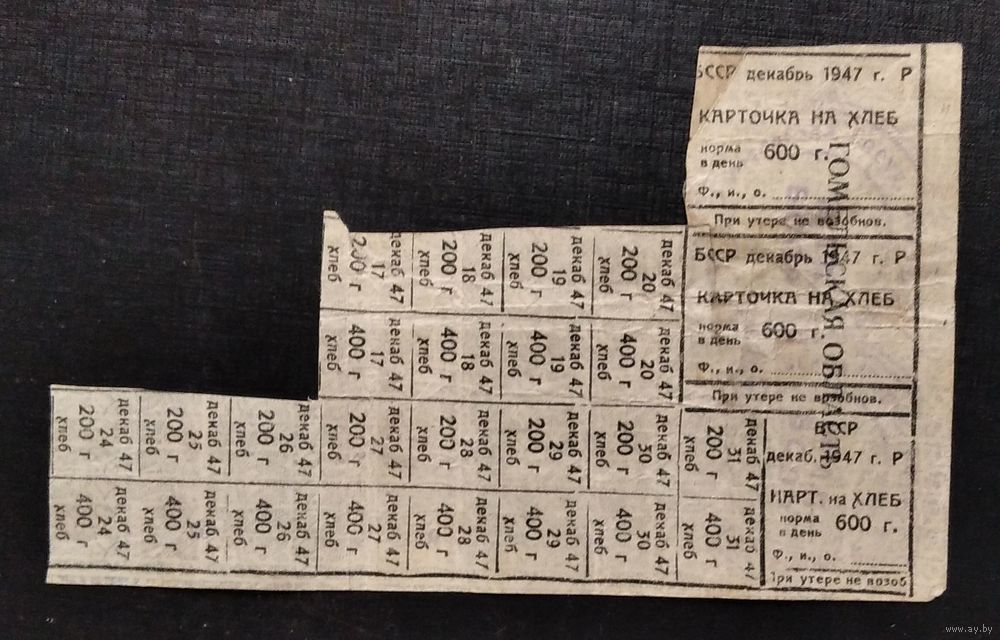 БССР декабрь 1947 г. Р
КАРТОЧКА НА ХЛЕБ
норма в день 600 г.
Ф., и., о.
При утере не возобнов.
БССР декабрь 1947 г. Р
КАРТОЧКА НА ХЛЕБ
норма в день 600 г.
Ф., и., о.
При утере не возобнов.
БССР
декаб. 1947 г. Р
КАРТ. на ХЛЕБ
норма в день 600 г.
Ф., и., о.
При утере не возоб
ГОМЕЛЬСКАЯ ОБЛАСТЬ
декаб 47
17
200 г
хлеб
декаб 47
18
200 г
хлеб
декаб 47
19
200 г
хлеб
декаб 47
20
200 г
хлеб
декаб 47
17
400 г
хлеб
декаб 47
18
400 г
хлеб
декаб 47
19
400 г
хлеб
декаб 47
20
400 г
хлеб
декаб 47
24
200 г
хлеб
декаб 47
25
200 г
хлеб
декаб 47
26
200 г
хлеб
декаб 47
27
200 г
хлеб
декаб 47
28
200 г
хлеб
декаб 47
29
200 г
хлеб
декаб 47
30
200 г
хлеб
декаб 47
31
200 г
хлеб
декаб 47
24
400 г
хлеб
декаб 47
25
400 г
хлеб
декаб 47
26
400 г
хлеб
декаб 47
27
400 г
хлеб
декаб 47
28
400 г
хлеб
декаб 47
29
400 г
хлеб
декаб 47
30
400 г
хлеб
декаб 47
31
400 г
хлеб
www.ay.by